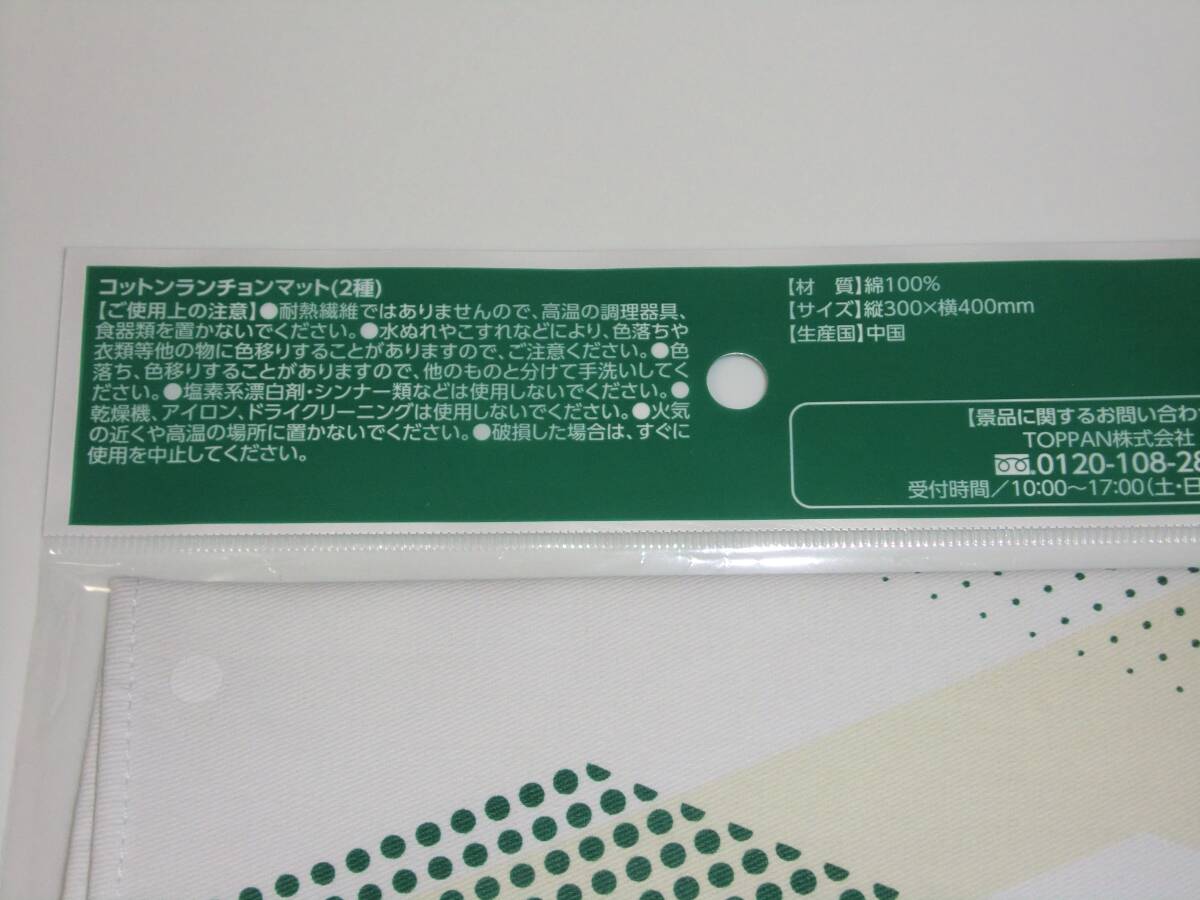 コットンランチョンマット(2種)
【ご使用上の注意】●耐熱繊維ではありませんので、高温の調理器具、
食器類を置かないでください。●水ぬれやこすれなどにより、色落ちや
衣類等他の物に色移りすることがありますので、ご注意ください。●色
落ち、色移りすることがありますので、他のものと分けて手洗いしてく
ださい。●塩素系漂白剤・シンナー類などは使用しないでください。●
乾燥機、アイロン、ドライクリーニングは使用しないでください。●火気
の近くや高温の場所に置かないでください。●破損した場合は、すぐに
使用を中止してください。
【材　質】綿100%
【サイズ】縦300×横400mm
【生産国】中国
【景品に関するお問い合わ
TOPPAN株式会社
0120-108-28
受付時間／10:00〜17:00(土・日